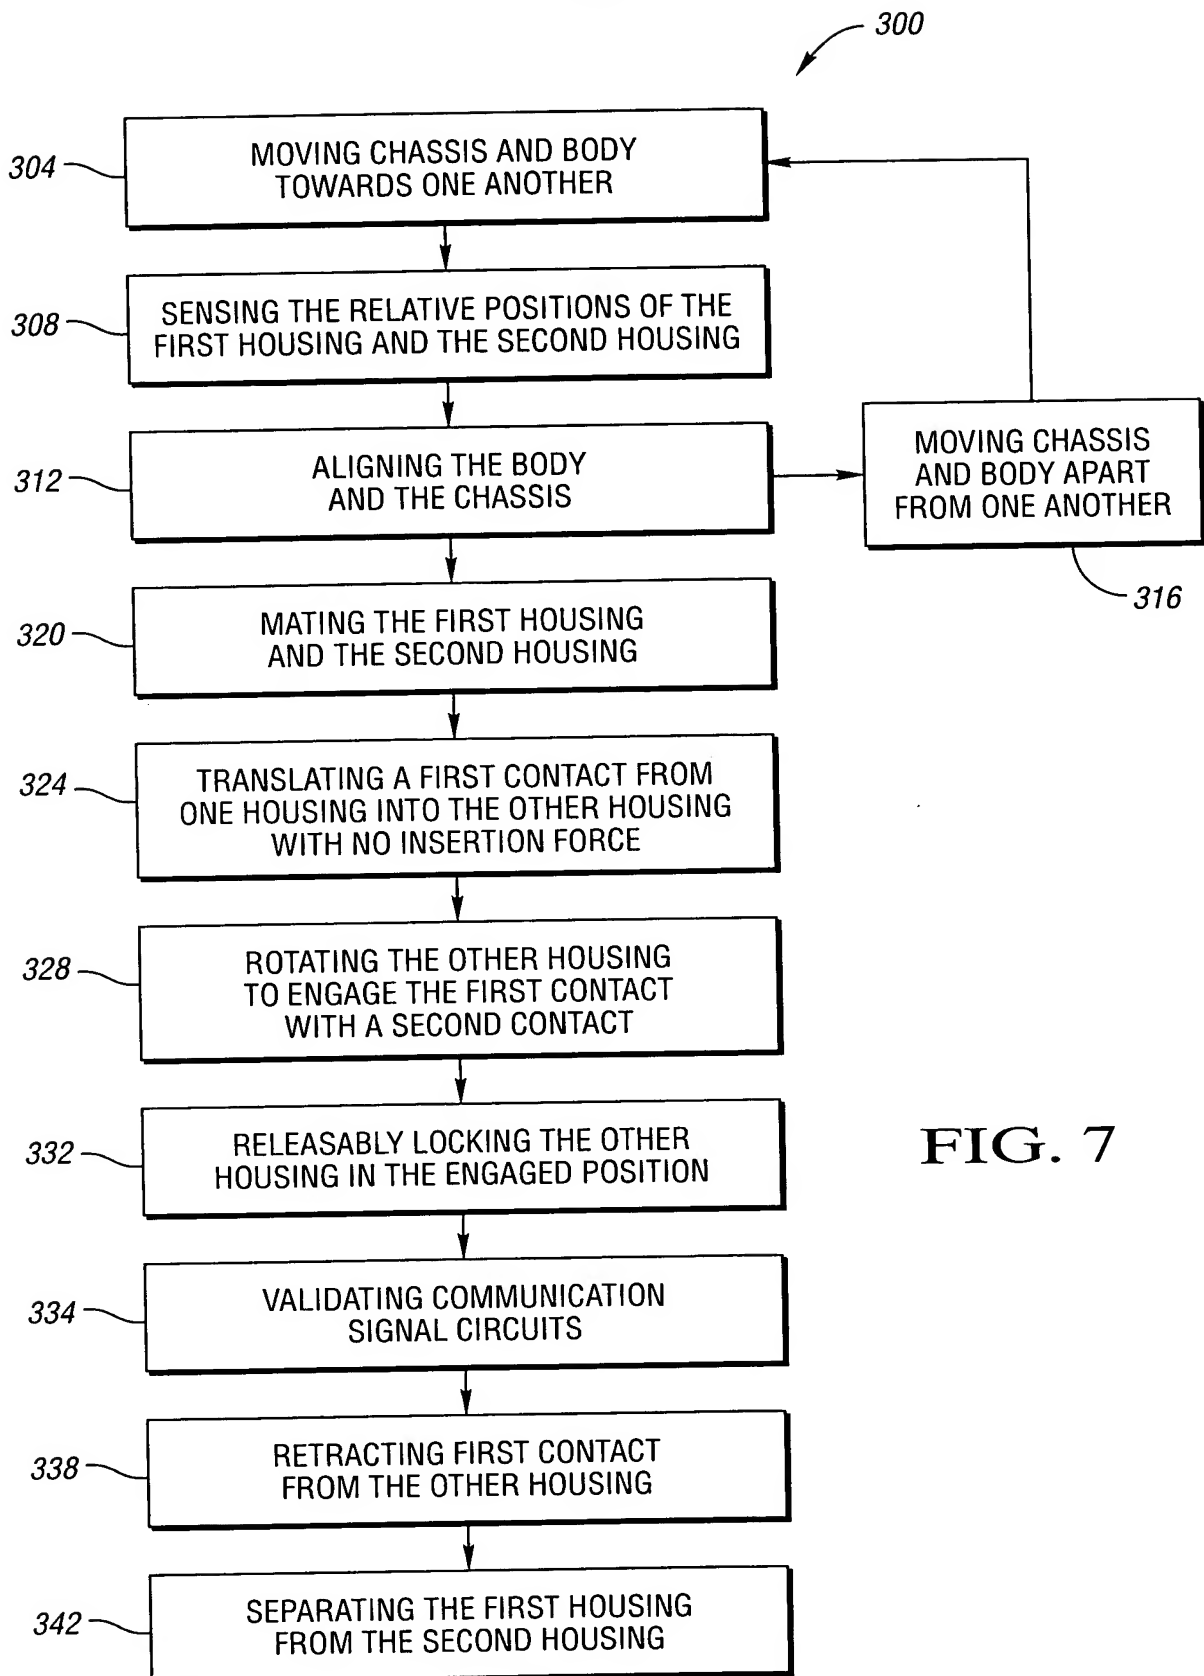 300
304
MOVING CHASSIS AND BODY
TOWARDS ONE ANOTHER
308
SENSING THE RELATIVE POSITIONS OF THE
FIRST HOUSING AND THE SECOND HOUSING
312
ALIGNING THE BODY
AND THE CHASSIS
MOVING CHASSIS
AND BODY APART
FROM ONE ANOTHER
316
320
MATING THE FIRST HOUSING
AND THE SECOND HOUSING
324
TRANSLATING A FIRST CONTACT FROM
ONE HOUSING INTO THE OTHER HOUSING
WITH NO INSERTION FORCE
328
ROTATING THE OTHER HOUSING
TO ENGAGE THE FIRST CONTACT
WITH A SECOND CONTACT
332
RELEASABLY LOCKING THE OTHER
HOUSING IN THE ENGAGED POSITION
FIG. 7
334
VALIDATING COMMUNICATION
SIGNAL CIRCUITS
338
RETRACTING FIRST CONTACT
FROM THE OTHER HOUSING
342
SEPARATING THE FIRST HOUSING
FROM THE SECOND HOUSING